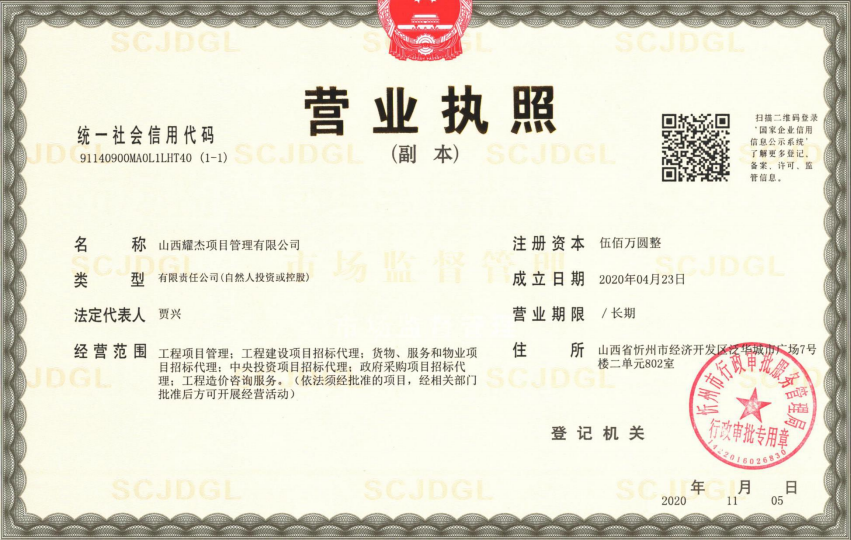 营业执照
(副 本)
统一社会信用代码
91140900MA0L1LHT40 (1-1)
扫描二维码登录
'国家企业信用
信息公示系统'
了解更多登记、
备案、许可、监
管信息。
名 称 山西耀杰项目管理有限公司
类 型 有限责任公司(自然人投资或控股)
法定代表人 贾兴
经营范围 工程项目管理；工程建设项目招标代理；货物、服务和物业项
目招标代理；中央投资项目招标代理；政府采购项目招标代
理；工程造价咨询服务。（依法须经批准的项目，经相关部门
批准后方可开展经营活动）
注册资本 伍佰万圆整
成立日期 2020年04月23日
营业期限 / 长期
住 所 山西省忻州市经济开发区泛华城市广场7号
楼二单元802室
登记机关
忻州市行政审批服务管理局
行政审批专用章
2020 年 11 月 05 日
SCJDGL
市场监督管理